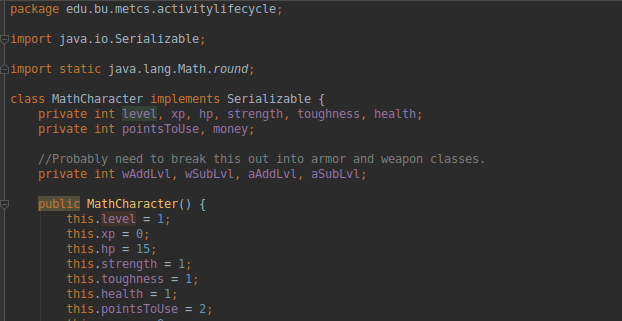 package edu.bu.metcs.activitylifecycle;
import java.io.Serializable;
import static java.lang.Math.round;
class MathCharacter implements Serializable {
private int level, xp, hp, strength, toughness, health;
private int pointsToUse, money;
//Probably need to break this out into armor and weapon classes.
private int wAddLvl, wSubLvl, aAddLvl, aSubLvl;
public MathCharacter() {
this.level = 1;
this.xp = 0;
this.hp = 15;
this.strength = 1;
this.toughness = 1;
this.health = 1;
this.pointsToUse = 2;